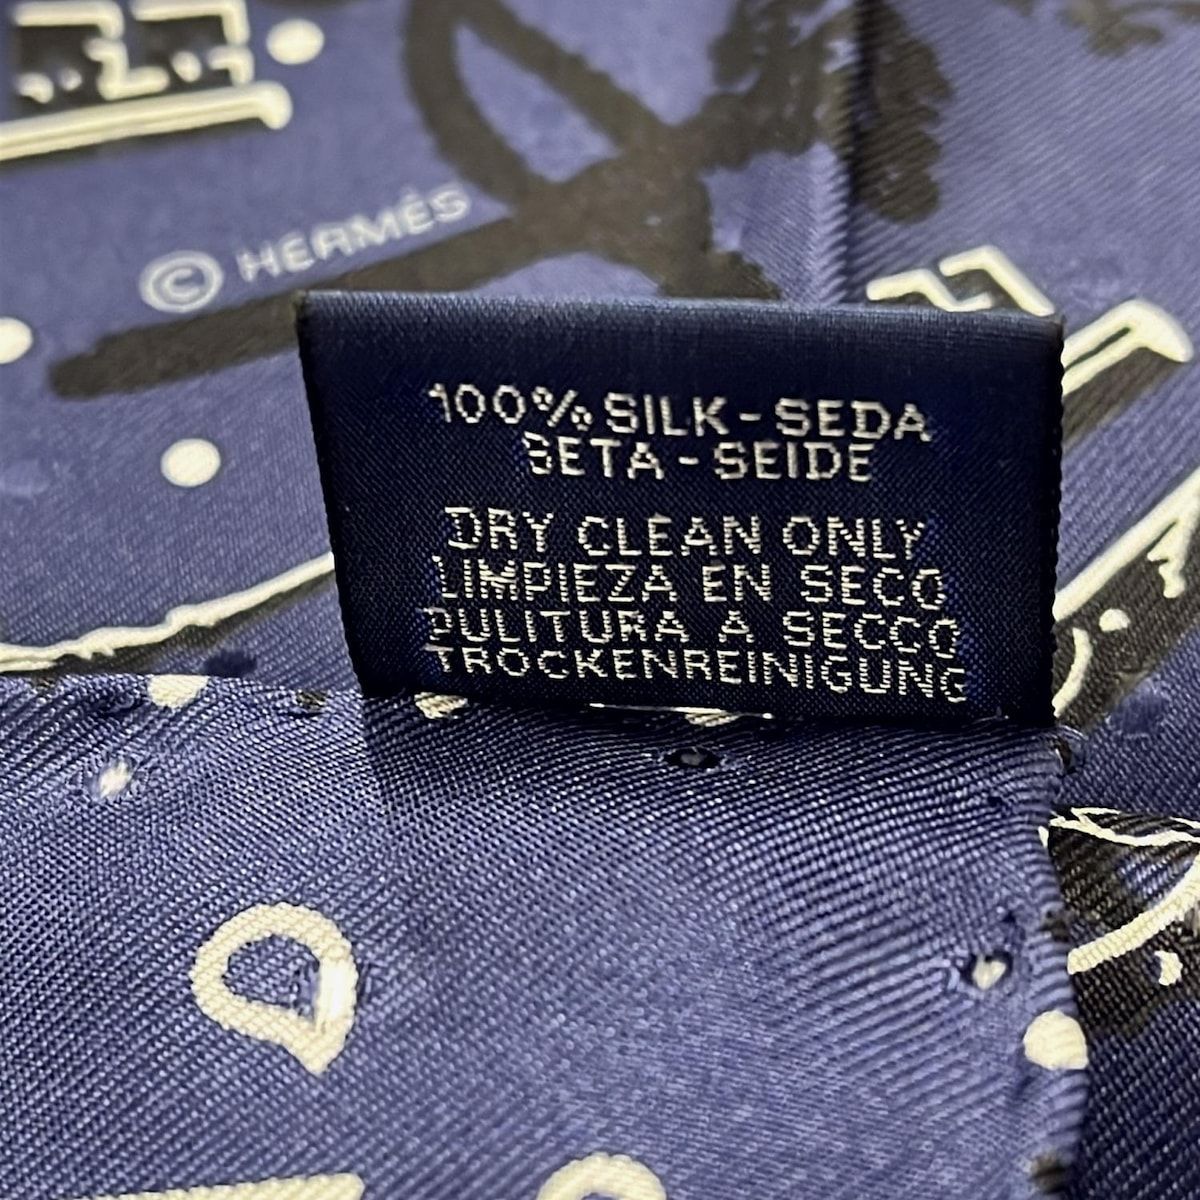 © HERMÈS
100% SILK - SEDA
SETA - SEIDE
DRY CLEAN ONLY
LIMPIEZA EN SECO
PULITURA A SECCO
TROCKENREINIGUNG